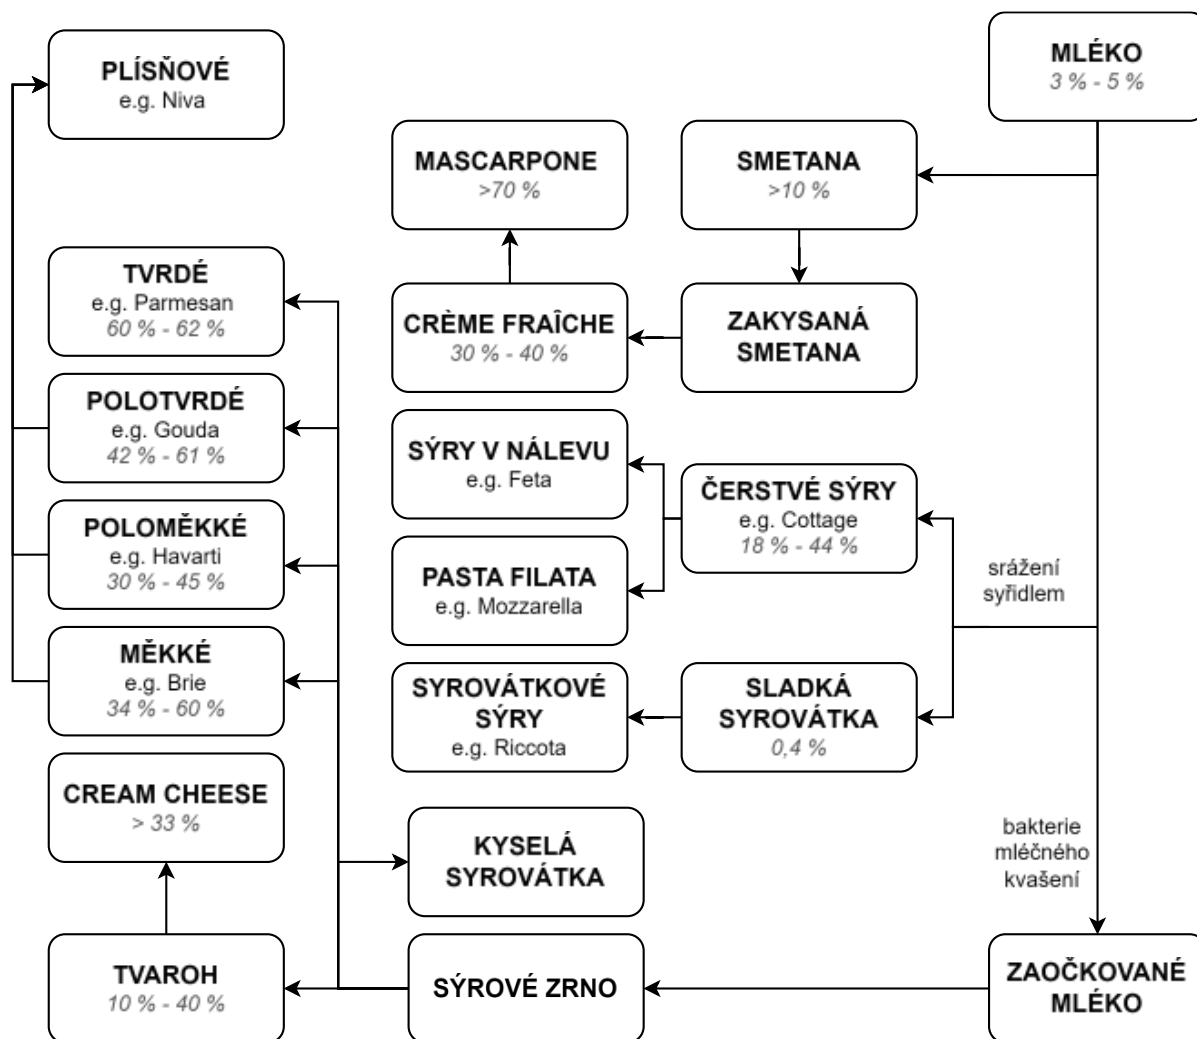 PLÍSŇOVÉ
e.g. Niva
MLÉKO
3 % - 5 %
MASCARPONE
>70 %
SMETANA
>10 %
TVRDÉ
e.g. Parmesan
60 % - 62 %
CRÈME FRAÎCHE
30 % - 40 %
ZAKYSANÁ
SMETANA
POLOTVRDÉ
e.g. Gouda
42 % - 61 %
SÝRY V NÁLEVU
e.g. Feta
ČERSTVÉ SÝRY
e.g. Cottage
18 % - 44 %
POLOMĚKKÉ
e.g. Havarti
30 % - 45 %
PASTA FILATA
e.g. Mozzarella
srážení
syřidlem
MĚKKÉ
e.g. Brie
34 % - 60 %
SYROVÁTKOVÉ
SÝRY
e.g. Riccota
SLADKÁ
SYROVÁTKA
0,4 %
CREAM CHEESE
> 33 %
KYSELÁ
SYROVÁTKA
bakterie
mléčného
kvašení
TVAROH
10 % - 40 %
SÝROVÉ ZRNO
ZAOČKOVANÉ
MLÉKO